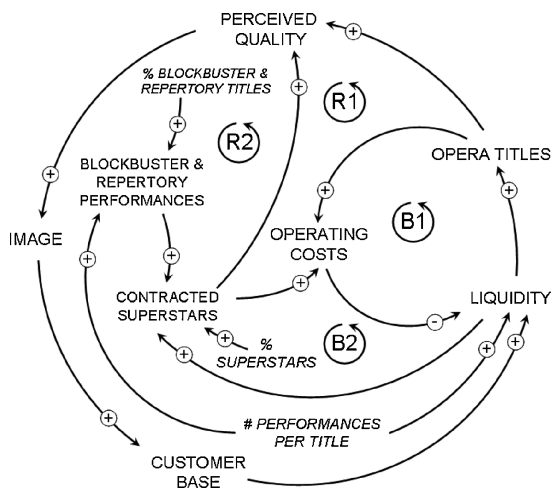 PERCEIVED
QUALITY
+
% BLOCKBUSTER &
REPERTORY TITLES
+
R1
+
R2
+
BLOCKBUSTER &
REPERTORY
PERFORMANCES
OPERA TITLES
+
+
+
IMAGE
OPERATING
COSTS
B1
+
+
+
CONTRACTED
SUPERSTARS
LIQUIDITY
-
+
%
SUPERSTARS
B2
+
+
+
+
# PERFORMANCES
PER TITLE
CUSTOMER
BASE